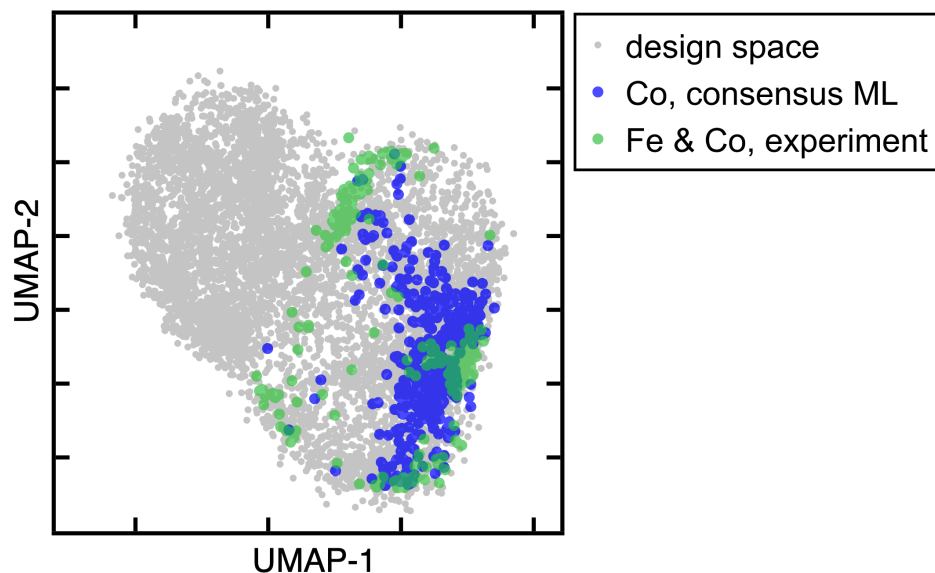 design space
Co, consensus ML
Fe & Co, experiment
UMAP-2
UMAP-1